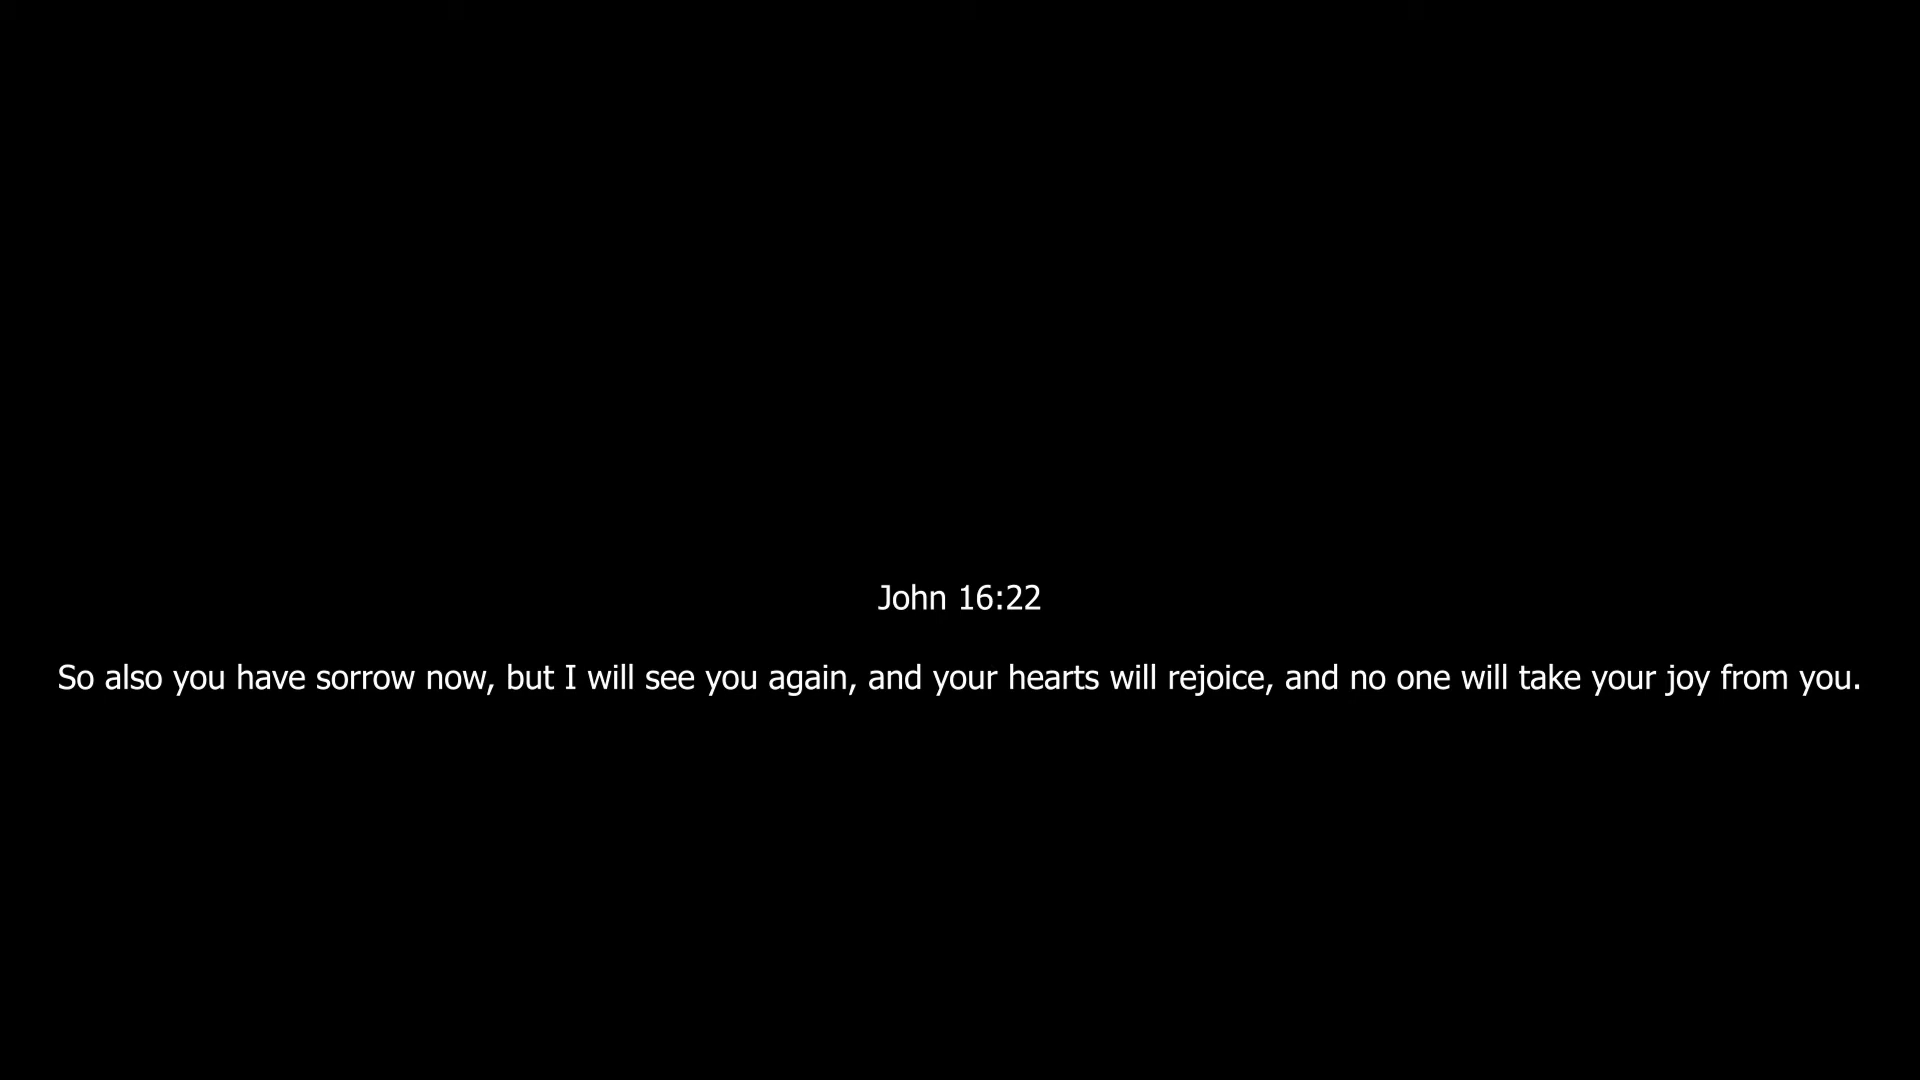 John 16:22
So also you have sorrow now, but I will see you again, and your hearts will rejoice, and no one will take your joy from you.